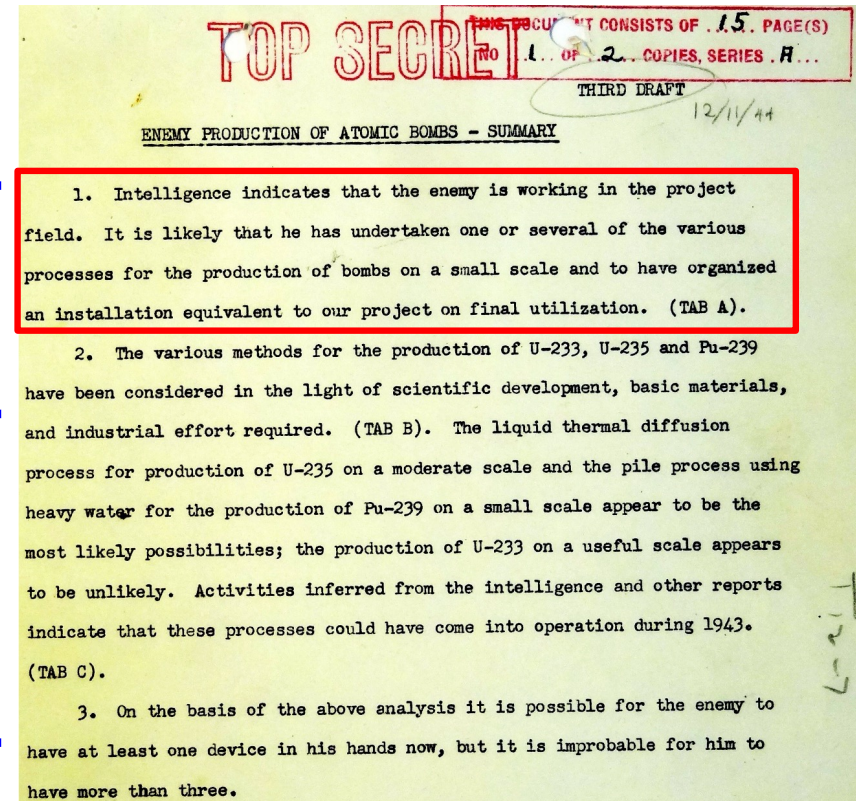 TOP SECRET
THIS DOCUMENT CONSISTS OF ..15.. PAGE(S)
NO .1.. OF ..2.. COPIES, SERIES . A...
THIRD DRAFT
12/11/44
ENEMY PRODUCTION OF ATOMIC BOMBS - SUMMARY
1. Intelligence indicates that the enemy is working in the project
field. It is likely that he has undertaken one or several of the various
processes for the production of bombs on a small scale and to have organized
an installation equivalent to our project on final utilization. (TAB A).
2. The various methods for the production of U-233, U-235 and Pu-239
have been considered in the light of scientific development, basic materials,
and industrial effort required. (TAB B). The liquid thermal diffusion
process for production of U-235 on a moderate scale and the pile process using
heavy water for the production of Pu-239 on a small scale appear to be the
most likely possibilities; the production of U-233 on a useful scale appears
to be unlikely. Activities inferred from the intelligence and other reports
indicate that these processes could have come into operation during 1943.
(TAB C).
3. On the basis of the above analysis it is possible for the enemy to
have at least one device in his hands now, but it is improbable for him to
have more than three.